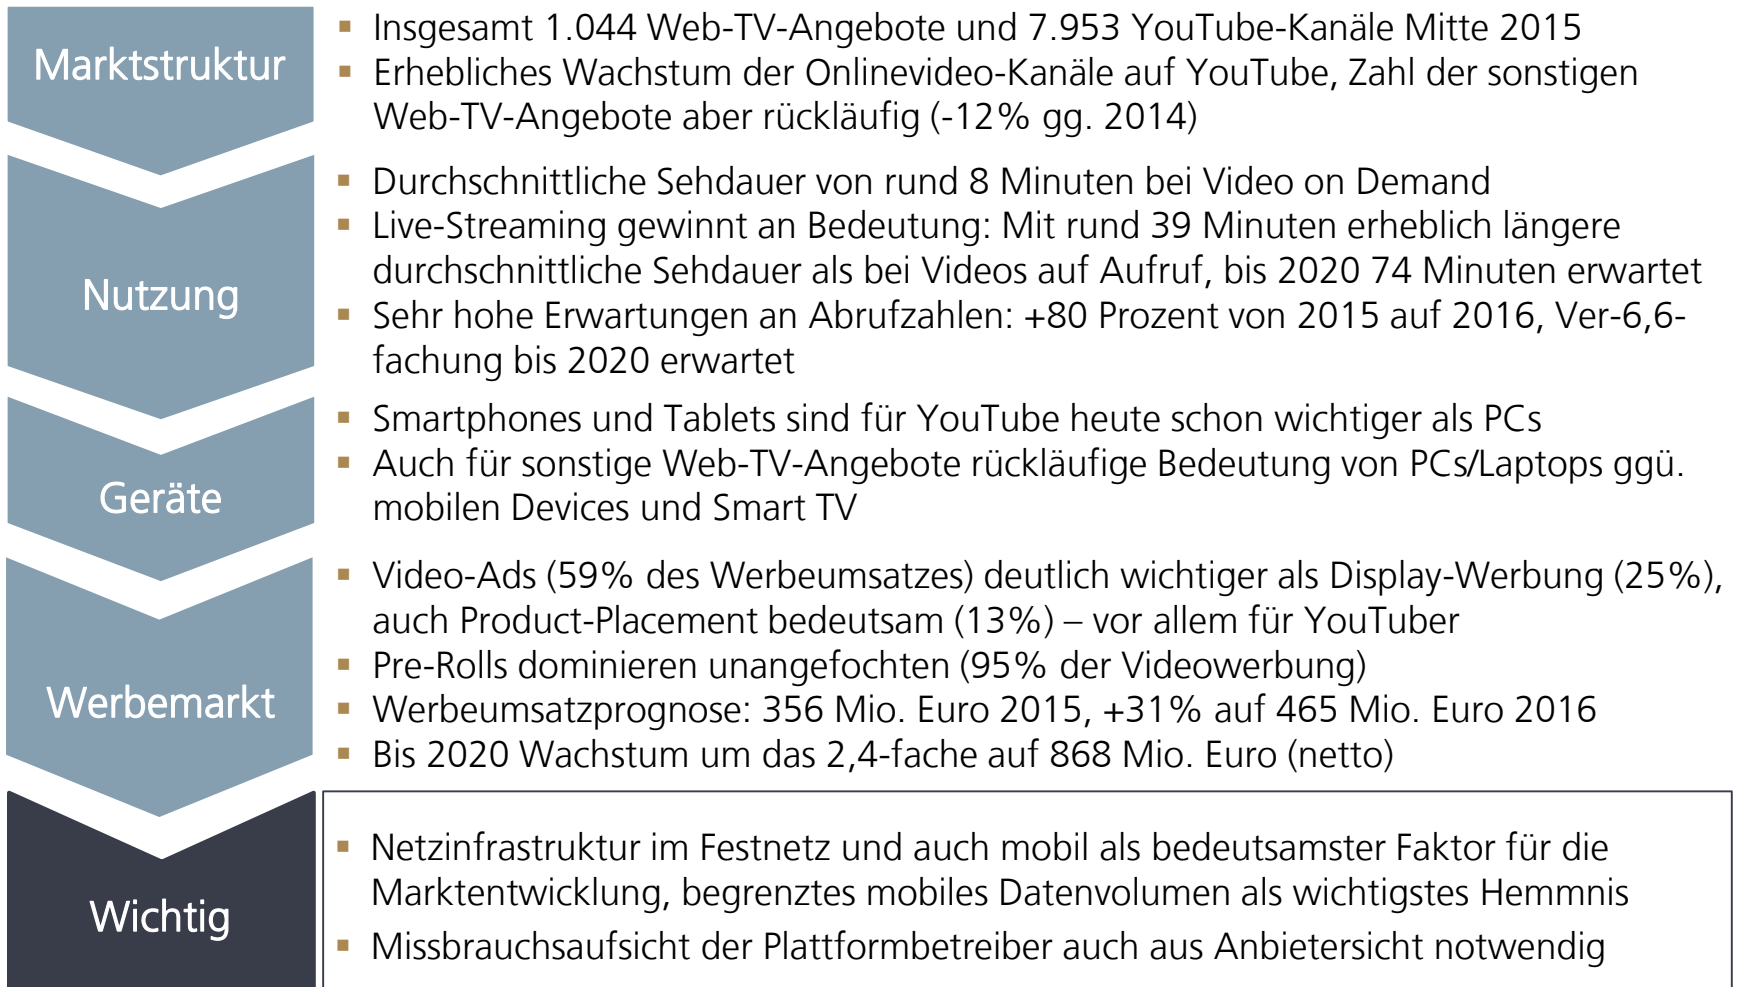 Marktstruktur
Insgesamt 1.044 Web-TV-Angebote und 7.953 YouTube-Kanäle Mitte 2015
Erhebliches Wachstum der Onlinevideo-Kanäle auf YouTube, Zahl der sonstigen
Web-TV-Angebote aber rückläufig (-12% gg. 2014)
Nutzung
Durchschnittliche Sehdauer von rund 8 Minuten bei Video on Demand
Live-Streaming gewinnt an Bedeutung: Mit rund 39 Minuten erheblich längere
durchschnittliche Sehdauer als bei Videos auf Aufruf, bis 2020 74 Minuten erwartet
Sehr hohe Erwartungen an Abrufzahlen: +80 Prozent von 2015 auf 2016, Ver-6,6-
fachung bis 2020 erwartet
Geräte
Smartphones und Tablets sind für YouTube heute schon wichtiger als PCs
Auch für sonstige Web-TV-Angebote rückläufige Bedeutung von PCs/Laptops ggü.
mobilen Devices und Smart TV
Werbemarkt
Video-Ads (59% des Werbeumsatzes) deutlich wichtiger als Display-Werbung (25%),
auch Product-Placement bedeutsam (13%) – vor allem für YouTuber
Pre-Rolls dominieren unangefochten (95% der Videowerbung)
Werbeumsatzprognose: 356 Mio. Euro 2015, +31% auf 465 Mio. Euro 2016
Bis 2020 Wachstum um das 2,4-fache auf 868 Mio. Euro (netto)
Wichtig
Netzinfrastruktur im Festnetz und auch mobil als bedeutsamster Faktor für die
Marktentwicklung, begrenztes mobiles Datenvolumen als wichtigstes Hemmnis
Missbrauchsaufsicht der Plattformbetreiber auch aus Anbietersicht notwendig